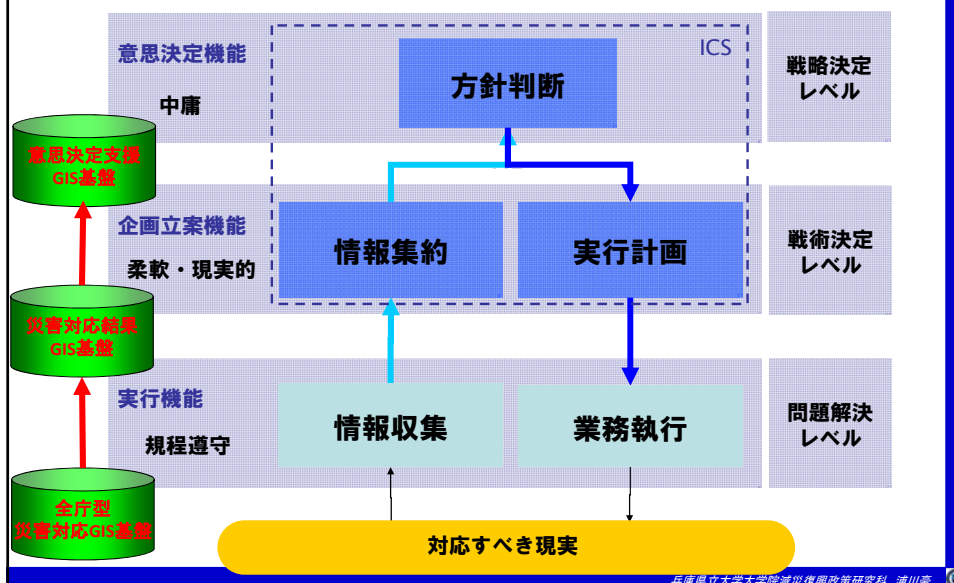 意思決定機能
ICS
方針判断
中庸
戦略決定
レベル
意思決定支援
GIS基盤
企画立案機能
柔軟・現実的
情報集約
実行計画
戦術決定
レベル
災害対応結果
GIS基盤
実行機能
規程遵守
情報収集
業務執行
問題解決
レベル
全庁型
災害対応GIS基盤
対応すべき現実
兵庫県立大学大学院減災復興政策研究科 浦川豪